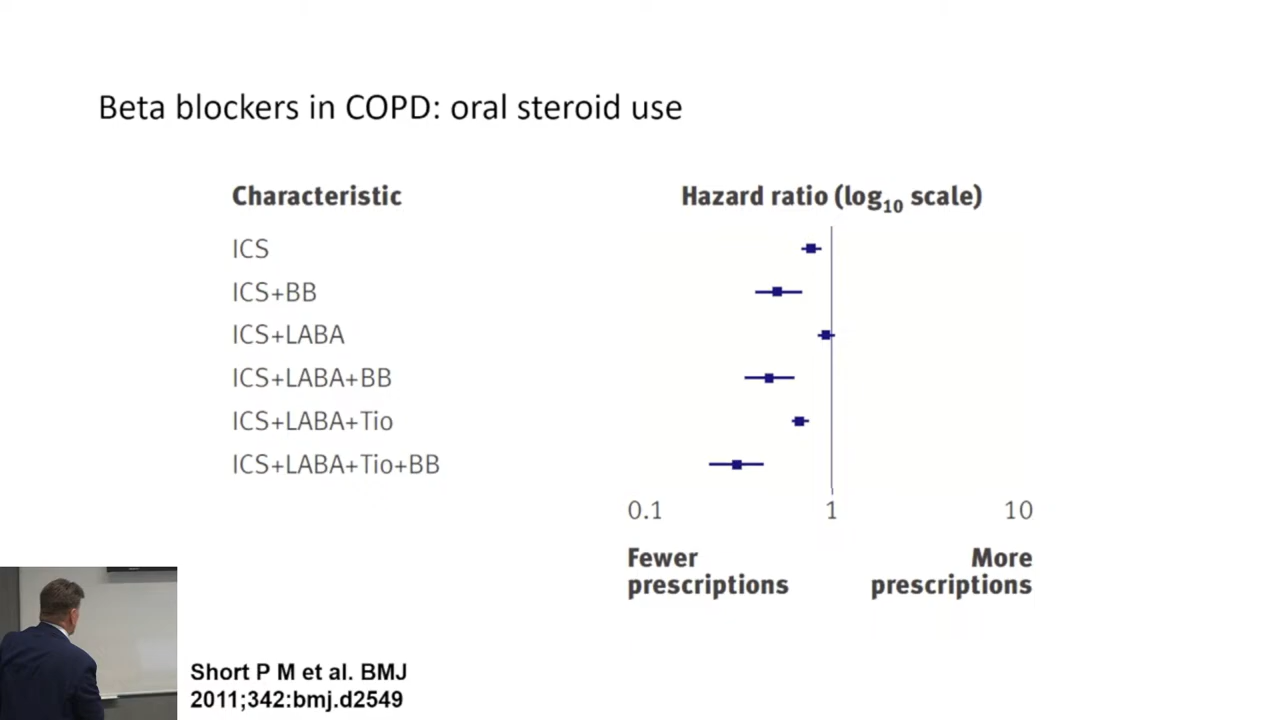 Beta blockers in COPD: oral steroid use
Characteristic
Hazard ratio (log₁₀ scale)
ICS
ICS+BB
ICS+LABA
ICS+LABA+BB
ICS+LABA+Tio
ICS+LABA+Tio+BB
0.1 1 10
Fewer prescriptions
More prescriptions
Short P M et al. BMJ
2011;342:bmj.d2549